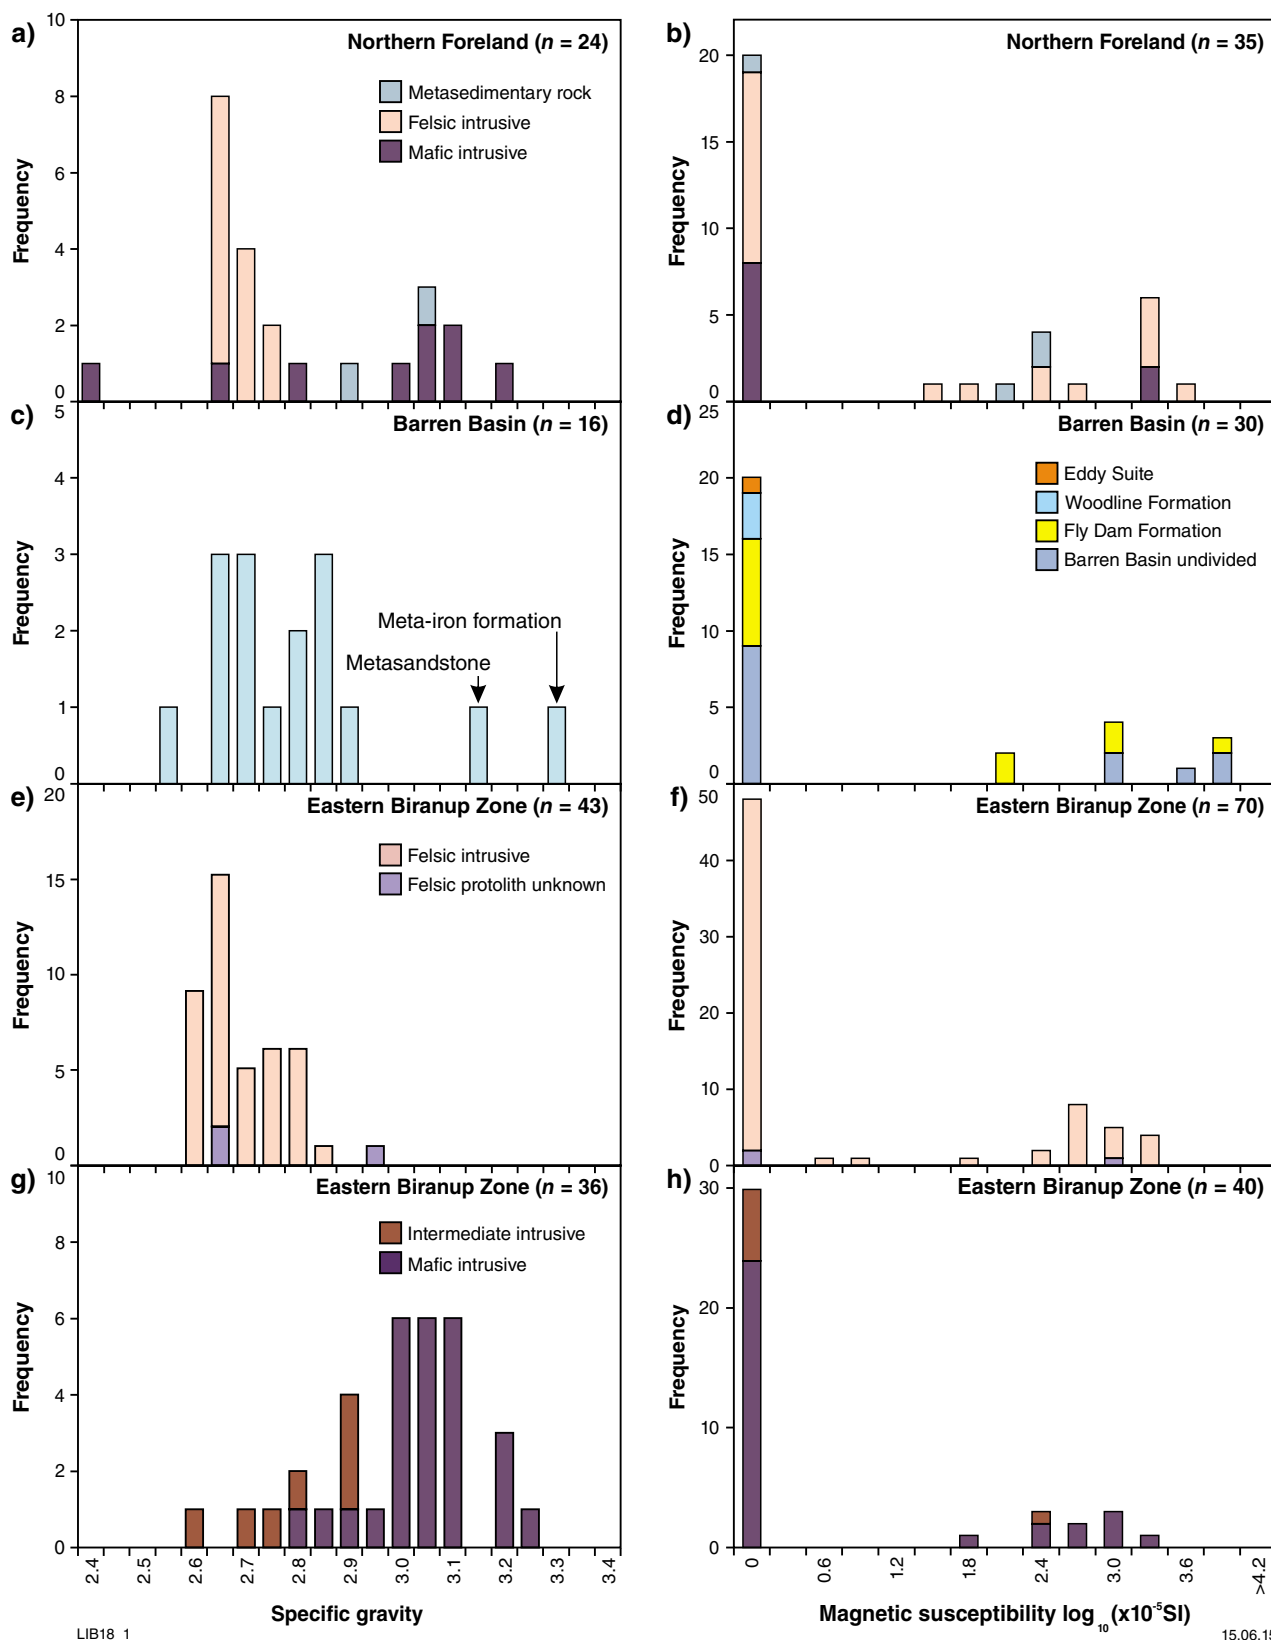 a)
Northern Foreland (n = 24)
Metasedimentary rock
Felsic intrusive
Mafic intrusive
Frequency
10
8
6
4
2
0
b)
Northern Foreland (n = 35)
Frequency
20
15
10
5
0
c)
Barren Basin (n = 16)
Meta-iron formation
Metasandstone
Frequency
5
4
3
2
1
0
d)
Barren Basin (n = 30)
Eddy Suite
Woodline Formation
Fly Dam Formation
Barren Basin undivided
Frequency
25
20
15
10
5
0
e)
Eastern Biranup Zone (n = 43)
Felsic intrusive
Felsic protolith unknown
Frequency
20
15
10
5
0
f)
Eastern Biranup Zone (n = 70)
Frequency
50
40
30
20
10
0
g)
Eastern Biranup Zone (n = 36)
Intermediate intrusive
Mafic intrusive
Frequency
10
8
6
4
2
0
2.4 2.5 2.6 2.7 2.8 2.9 3.0 3.1 3.2 3.3 3.4
Specific gravity
h)
Eastern Biranup Zone (n = 40)
Frequency
30
20
10
0
0 0.6 1.2 1.8 2.4 3.0 3.6 >4.2
Magnetic susceptibility log10 (x10-5SI)
LIB18_1
15.06.15